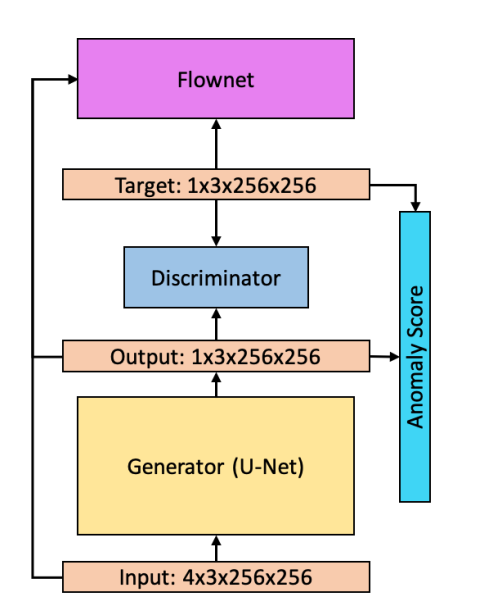 Flownet
Target: 1x3x256x256
Discriminator
Output: 1x3x256x256
Anomaly Score
Generator (U-Net)
Input: 4x3x256x256